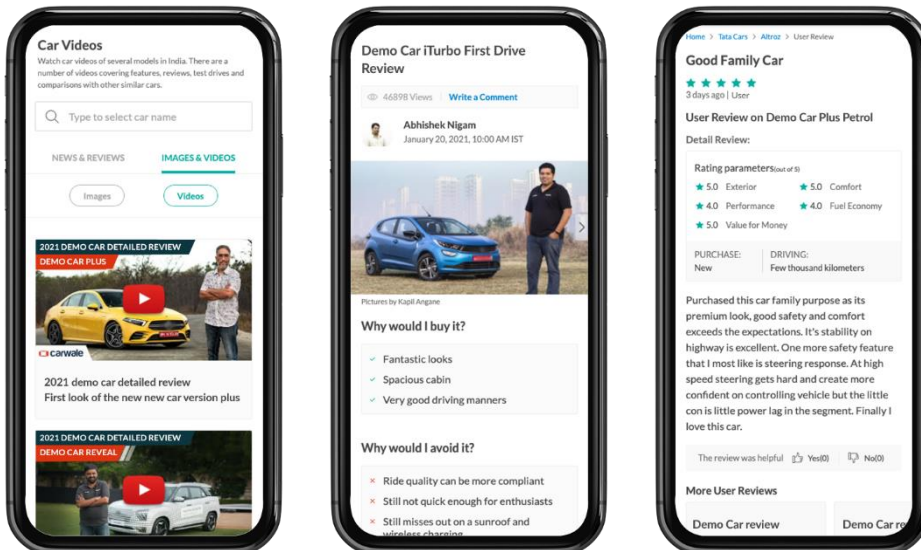 Car Videos
Watch car videos of several models in India. There are a
number of videos covering features, reviews, test drives and
comparisons with other similar cars.
Type to select car name
NEWS & REVIEWS
IMAGES & VIDEOS
Images
Videos
2021 DEMO CAR DETAILED REVIEW
DEMO CAR PLUS
carwale
2021 demo car detailed review
First look of the new new car version plus
2021 DEMO CAR DETAILED REVIEW
DEMO CAR REVEAL
Demo Car iTurbo First Drive
Review
46898 Views
Write a Comment
Abhishek Nigam
January 20, 2021, 10:00 AM IST
Pictures by Kapil Angane
Why would I buy it?
Fantastic looks
Spacious cabin
Very good driving manners
Why would I avoid it?
Ride quality can be more compliant
Still not quick enough for enthusiasts
Still misses out on a sunroof and
wireless charging
Home > Tata Cars > Altroz > User Review
Good Family Car
3 days ago | User
User Review on Demo Car Plus Petrol
Detail Review:
Rating parameters(out of 5)
5.0 Exterior
5.0 Comfort
4.0 Performance
4.0 Fuel Economy
5.0 Value for Money
PURCHASE:
New
DRIVING:
Few thousand kilometers
Purchased this car family purpose as its
premium look, good safety and comfort
exceeds the expectations. It's stability on
highway is excellent. One more safety feature
that I most like is steering response. At high
speed steering gets hard and create more
confident on controlling vehicle but the little
con is little power lag in the segment. Finally I
love this car.
The review was helpful
Yes(0)
No(0)
More User Reviews
Demo Car review
Demo Car re